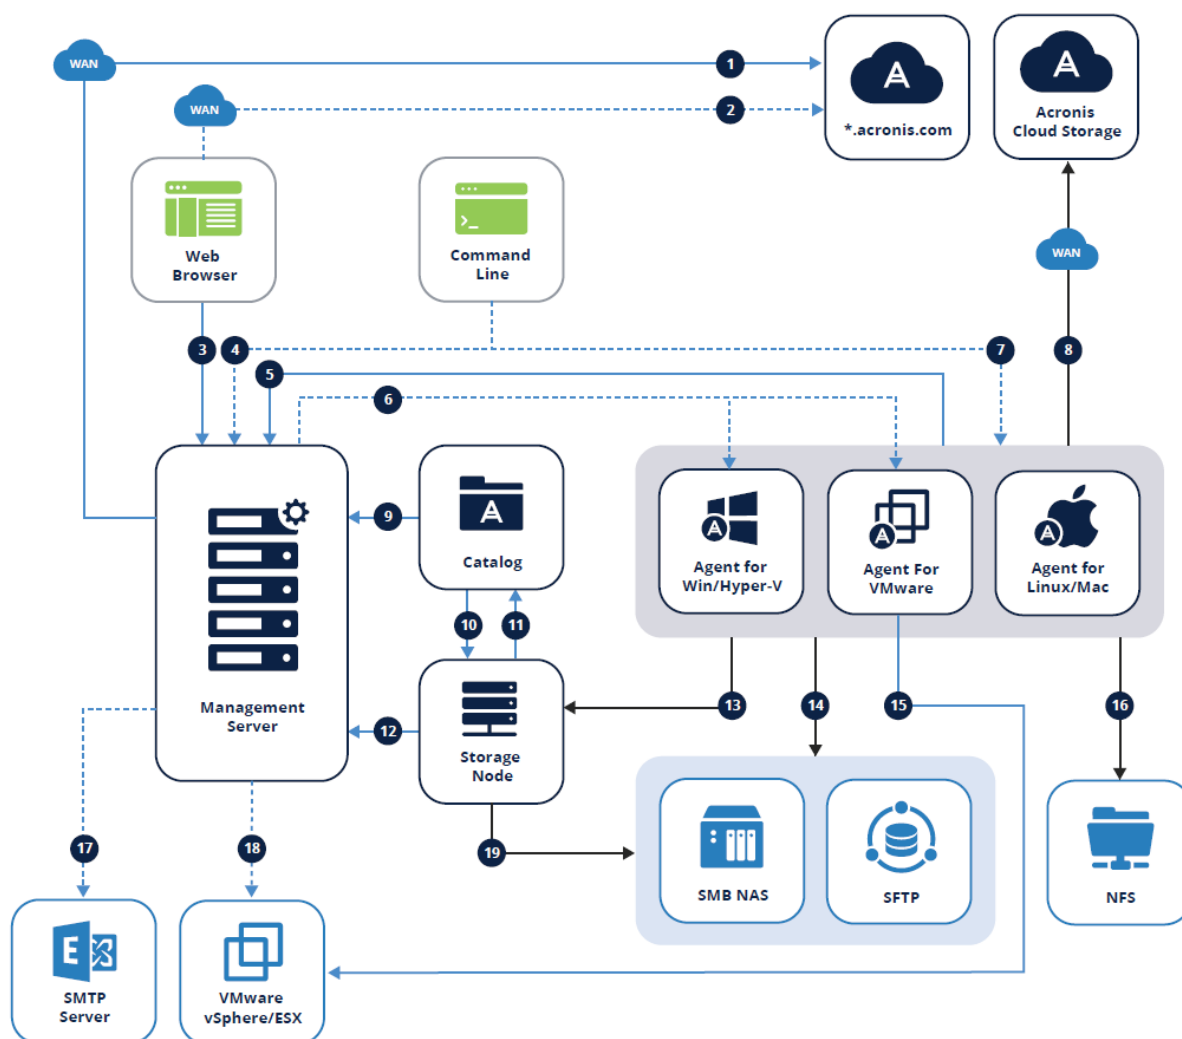 WAN
1
WAN
2
*.acronis.com
Acronis
Cloud Storage
Web
Browser
Command
Line
WAN
3
4
5
6
7
8
Management
Server
9
Catalog
10
11
12
Storage
Node
Agent for
Win/Hyper-V
Agent For
VMware
Agent for
Linux/Mac
13
14
15
16
17
18
19
SMB NAS
SFTP
NFS
E
SMTP
Server
VMware
vSphere/ESX